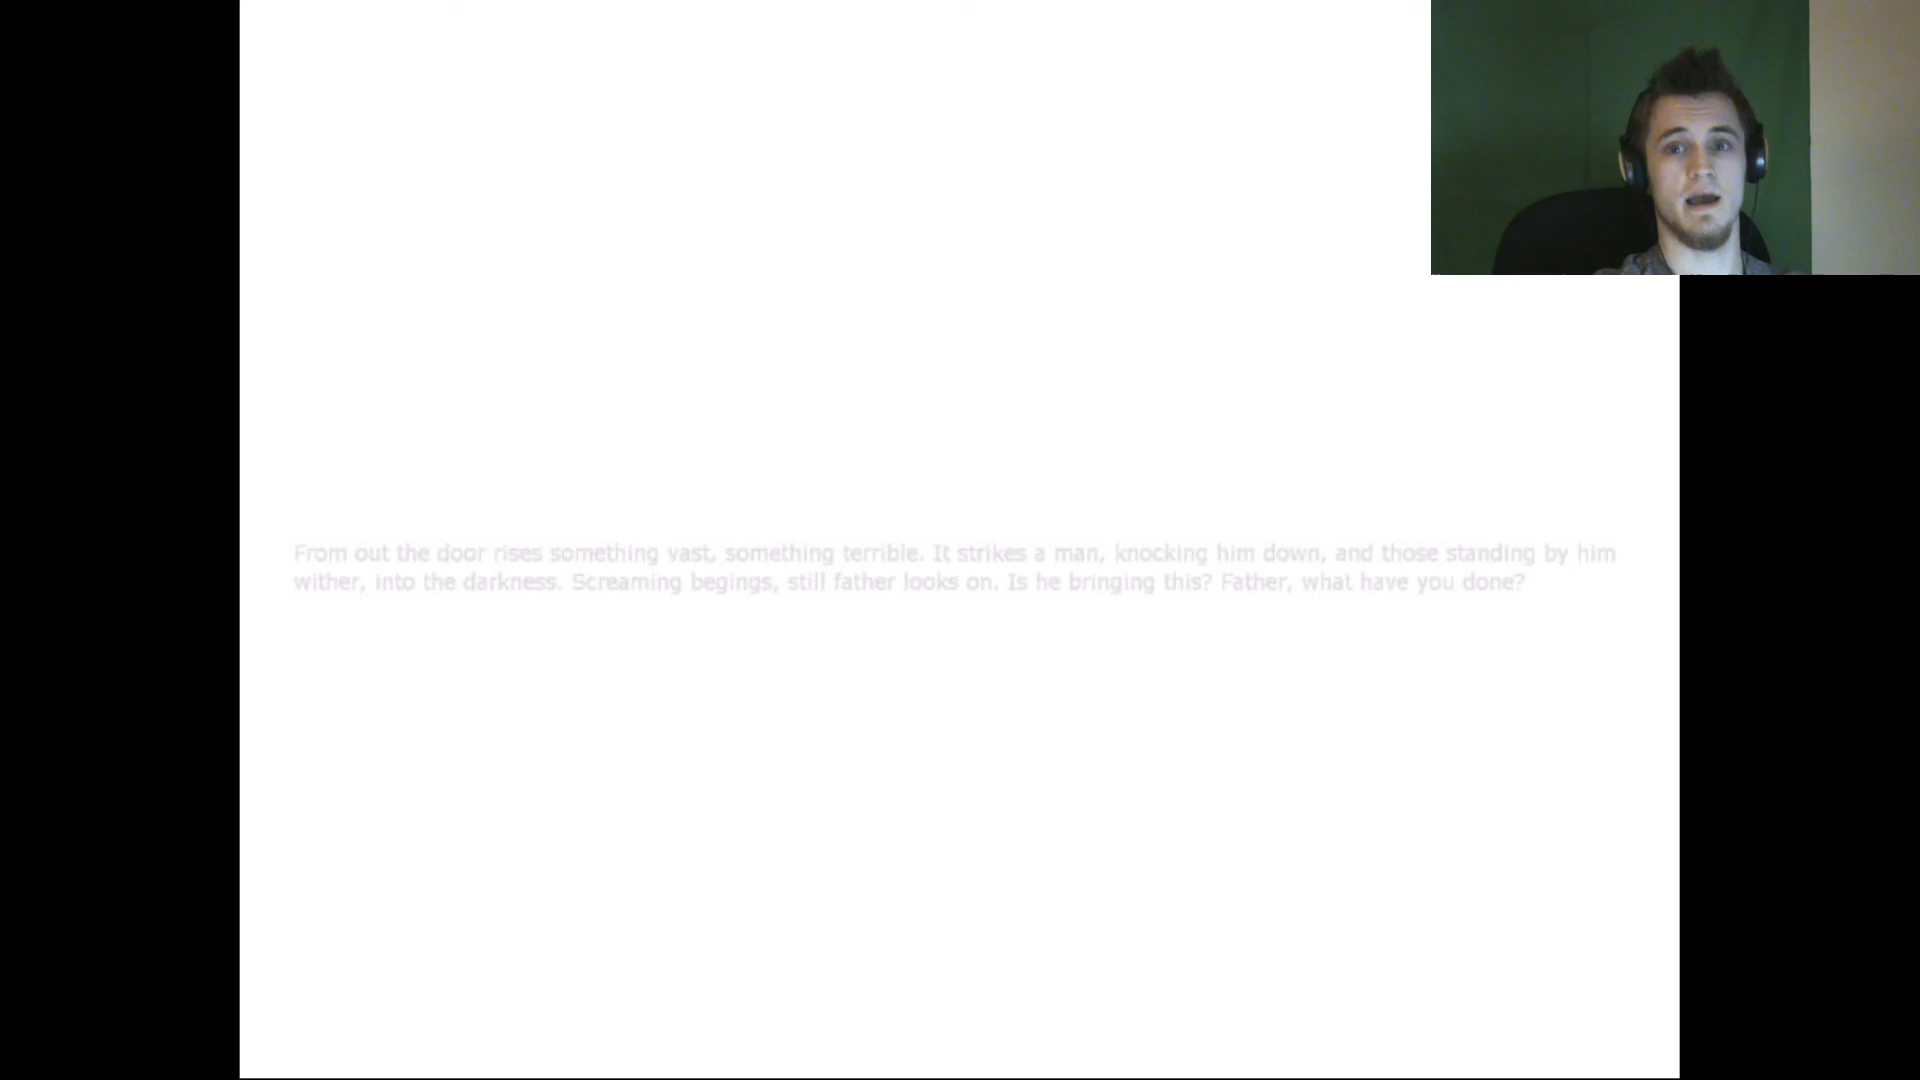 From out the door rises something vast, something terrible. It strikes a man, knocking him down, and those standing by him
wither, into the darkness. Screaming begings, still father looks on. Is he bringing this? Father, what have you done?